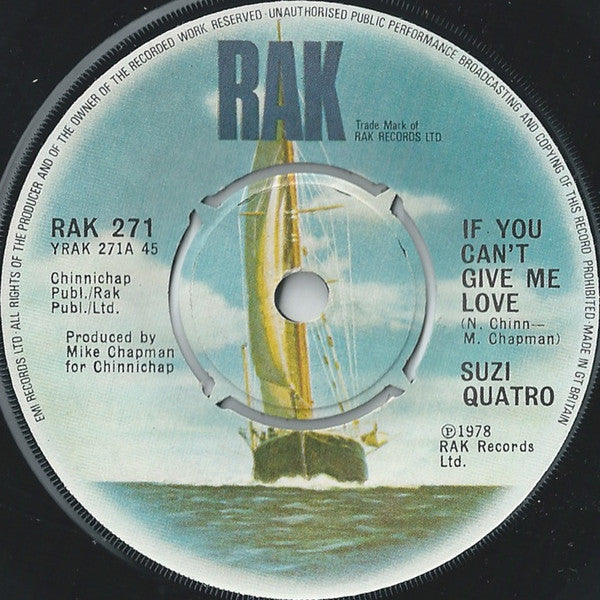 EMI RECORDS LTD·ALL RIGHTS OF THE PRODUCER AND OF THE OWNER OF THE RECORDED WORK RESERVED·UNAUTHORISED PUBLIC PERFORMANCE BROADCASTING AND COPYING OF THIS RECORD PROHIBITED·MADE IN GT BRITAIN
RAK
Trade Mark of
RAK RECORDS LTD.
RAK 271
YRAK 271A 45
Chinnichap
Publ./Rak
Publ./Ltd.
Produced by
Mike Chapman
for Chinnichap
IF YOU
CAN'T
GIVE ME
LOVE
(N. Chinn—
M. Chapman)
SUZI
QUATRO
℗1978
RAK Records
Ltd.